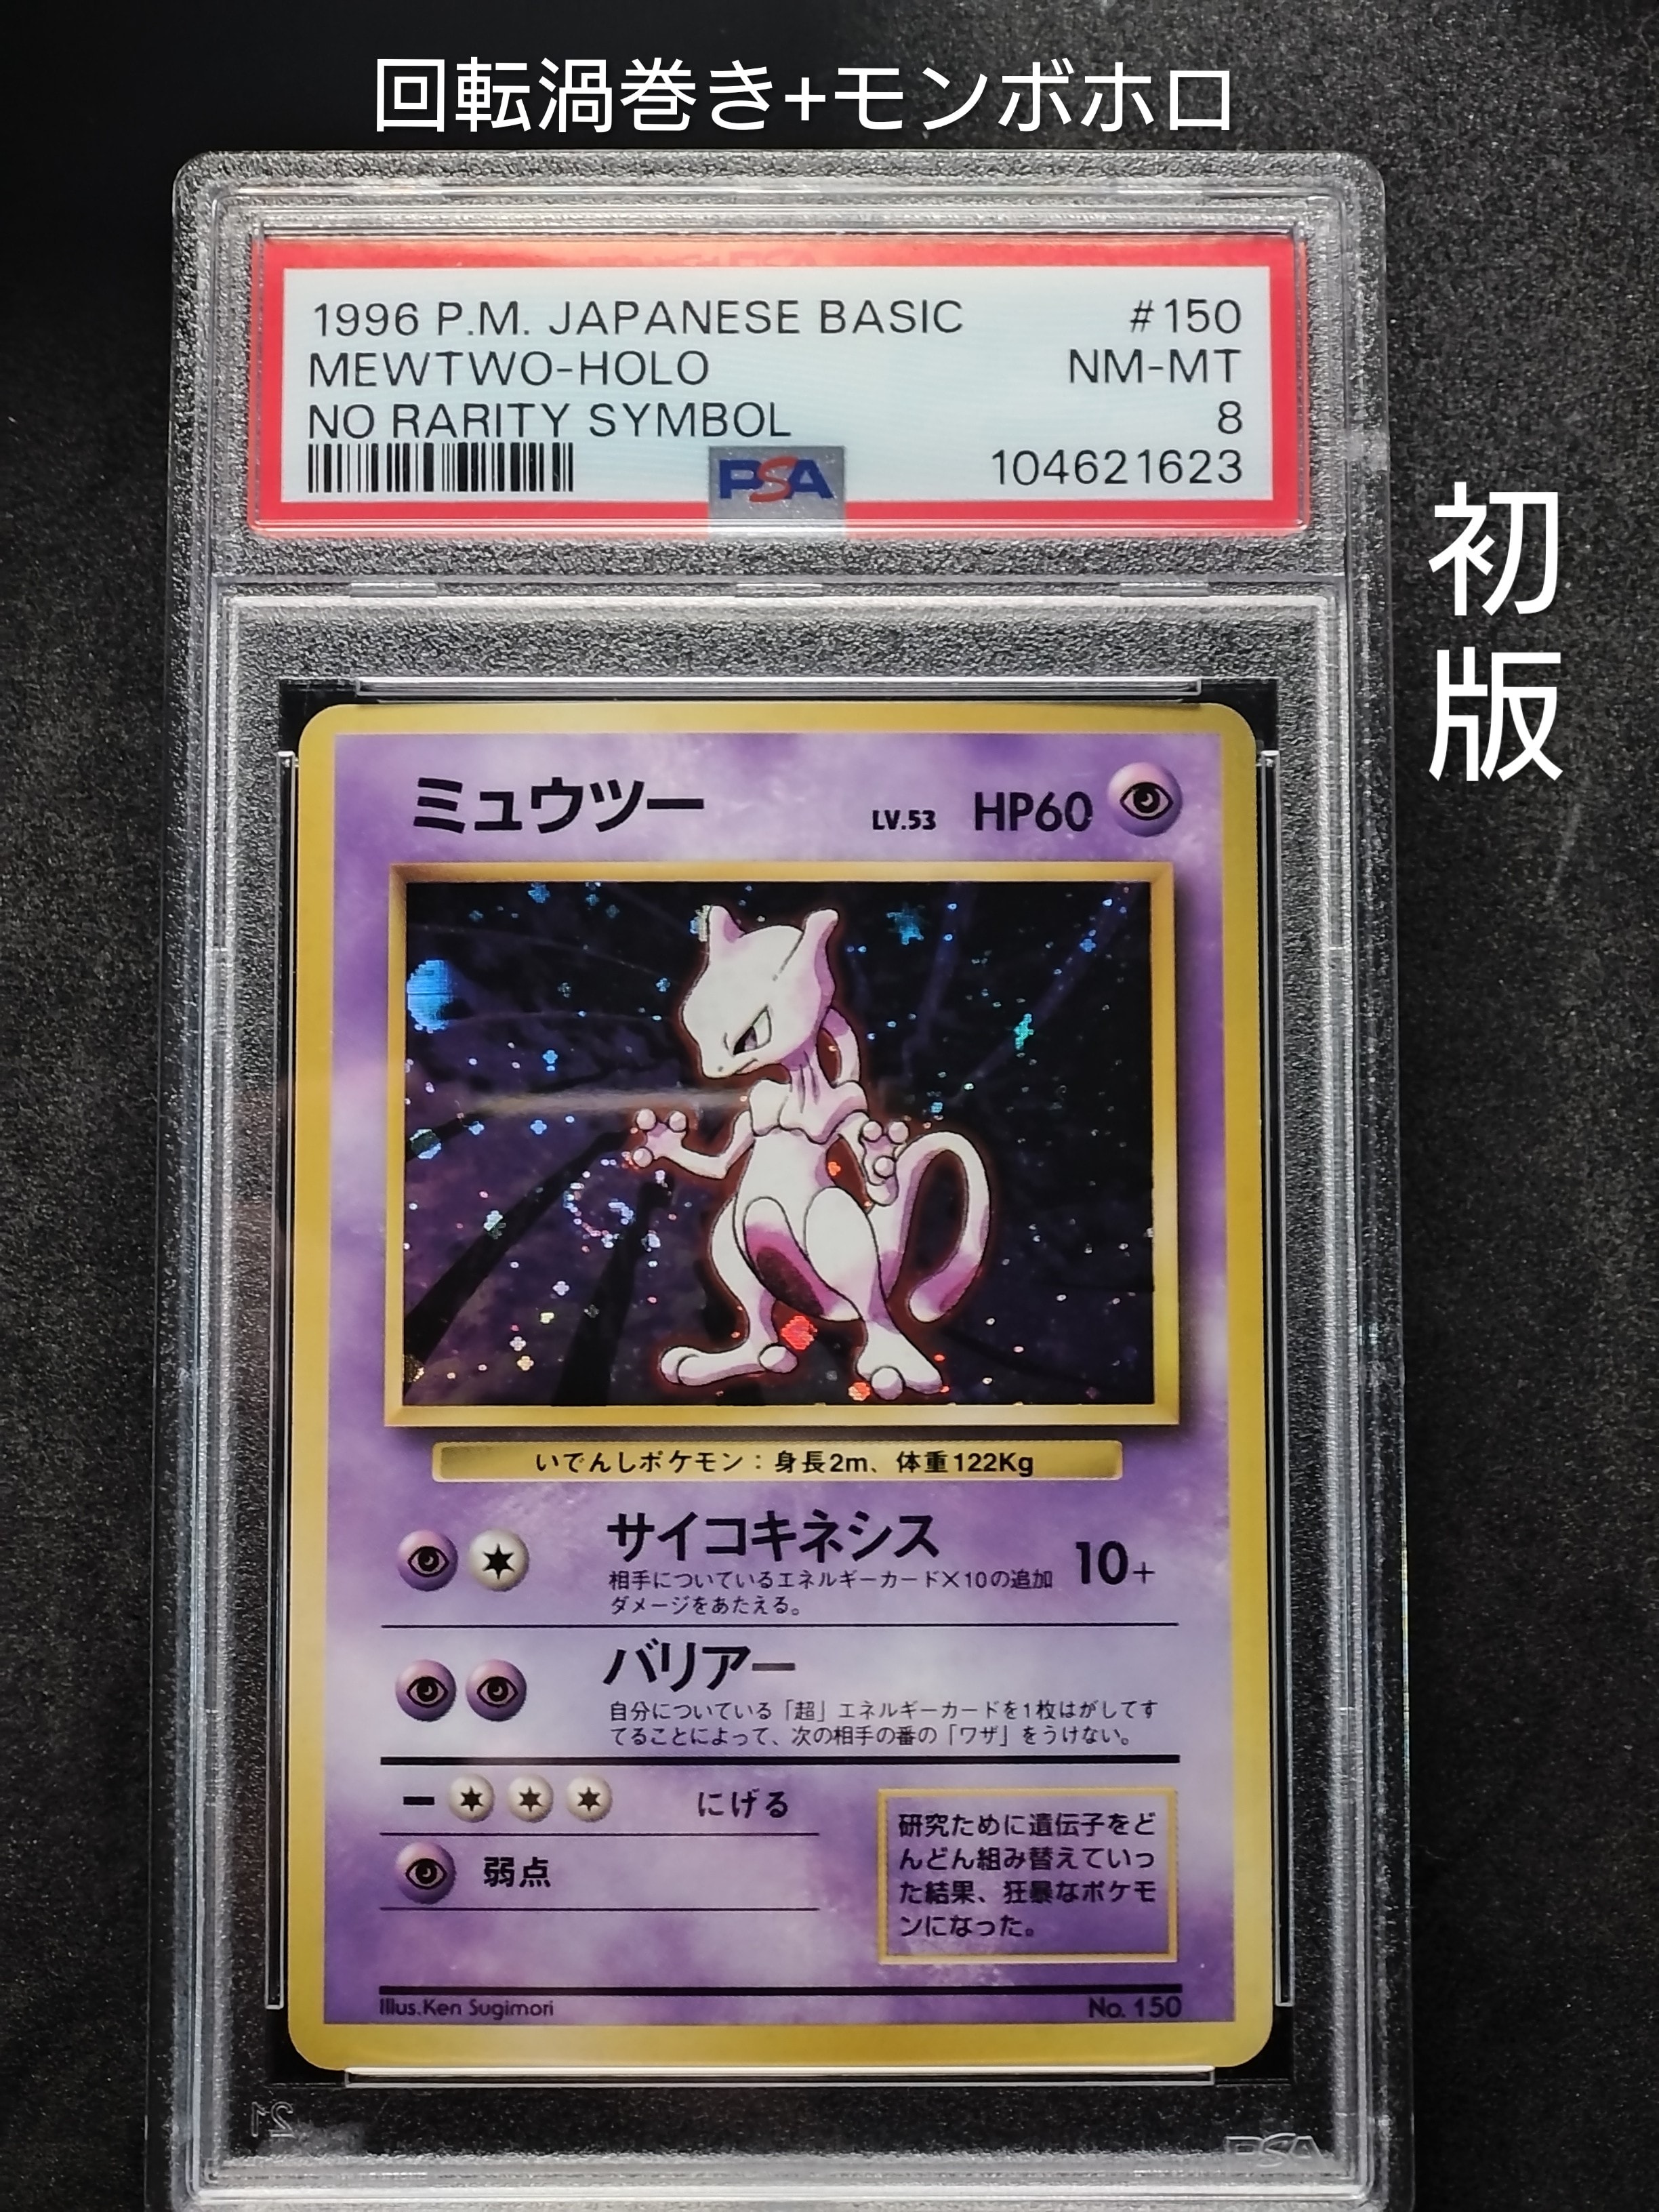 回転渦巻き+モンボホロ
1996 P.M. JAPANESE BASIC #150
MEWTWO-HOLO NM-MT
NO RARITY SYMBOL 8
PSA 104621623
初版
ミュウツー LV.53 HP60
いでんしポケモン：身長2m、体重122Kg
サイコキネシス 10+
相手についているエネルギーカード×10の追加
ダメージをあたえる。
バリアー
自分についている「超」エネルギーカードを1枚はがしてす
てることによって、次の相手の番の「ワザ」をうけない。
にげる
弱点
研究ために遺伝子をど
んどん組み替えていっ
た結果、狂暴なポケモ
ンになった。
Illus.Ken Sugimori No. 150
21 PSA